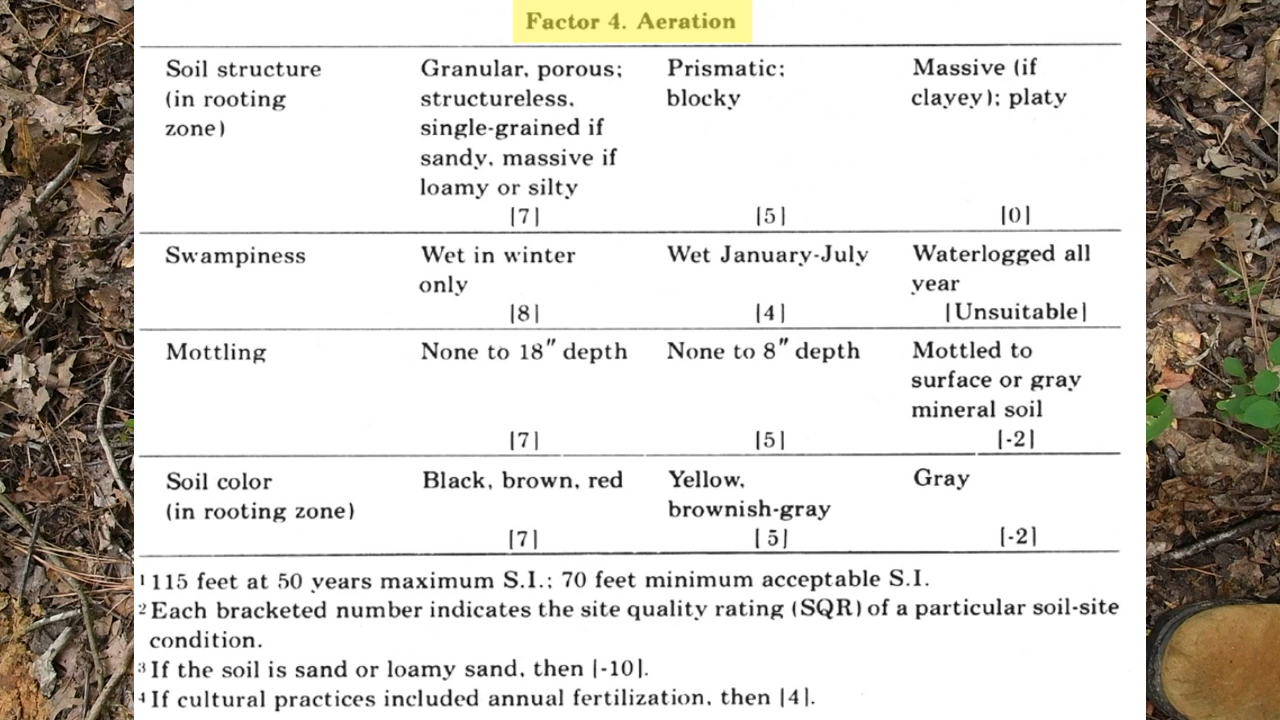 Factor 4. Aeration
Soil structure
(in rooting
zone)
Granular, porous;
structureless,
single-grained if
sandy, massive if
loamy or silty
[7]
Prismatic;
blocky
[5]
Massive (if
clayey); platy
[0]
Swampiness
Wet in winter
only
[8]
Wet January-July
[4]
Waterlogged all
year
[Unsuitable]
Mottling
None to 18″ depth
[7]
None to 8″ depth
[5]
Mottled to
surface or gray
mineral soil
[-2]
Soil color
(in rooting zone)
Black, brown, red
[7]
Yellow,
brownish-gray
[5]
Gray
[-2]
¹ 115 feet at 50 years maximum S.I.; 70 feet minimum acceptable S.I.
² Each bracketed number indicates the site quality rating (SQR) of a particular soil-site
condition.
³ If the soil is sand or loamy sand, then [-10].
⁴ If cultural practices included annual fertilization, then [4].